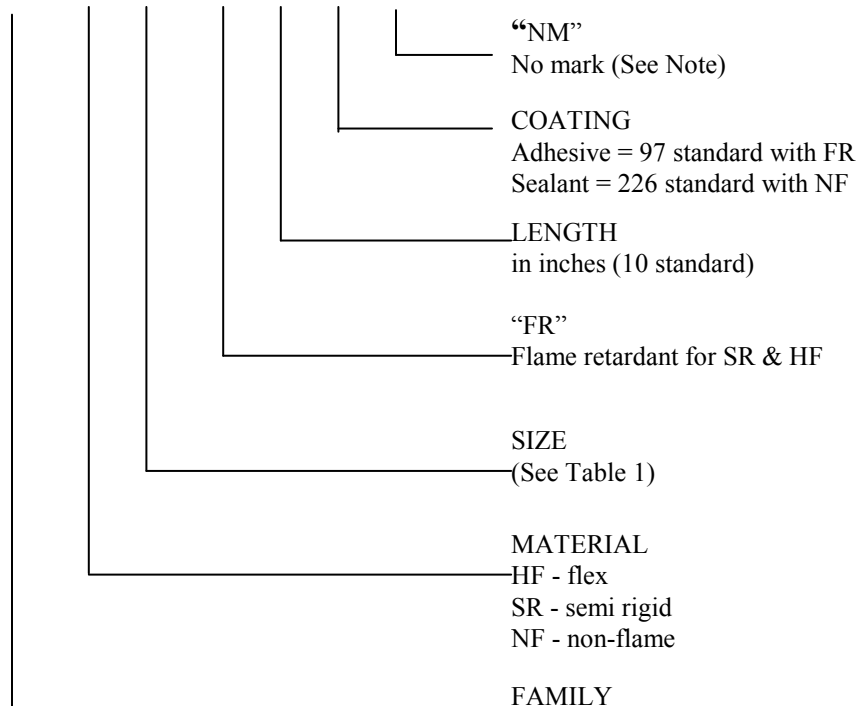 “NM”
No mark (See Note)
COATING
Adhesive = 97 standard with FR
Sealant = 226 standard with NF
LENGTH
in inches (10 standard)
“FR”
Flame retardant for SR & HF
SIZE
(See Table 1)
MATERIAL
HF - flex
SR - semi rigid
NF - non-flame
FAMILY